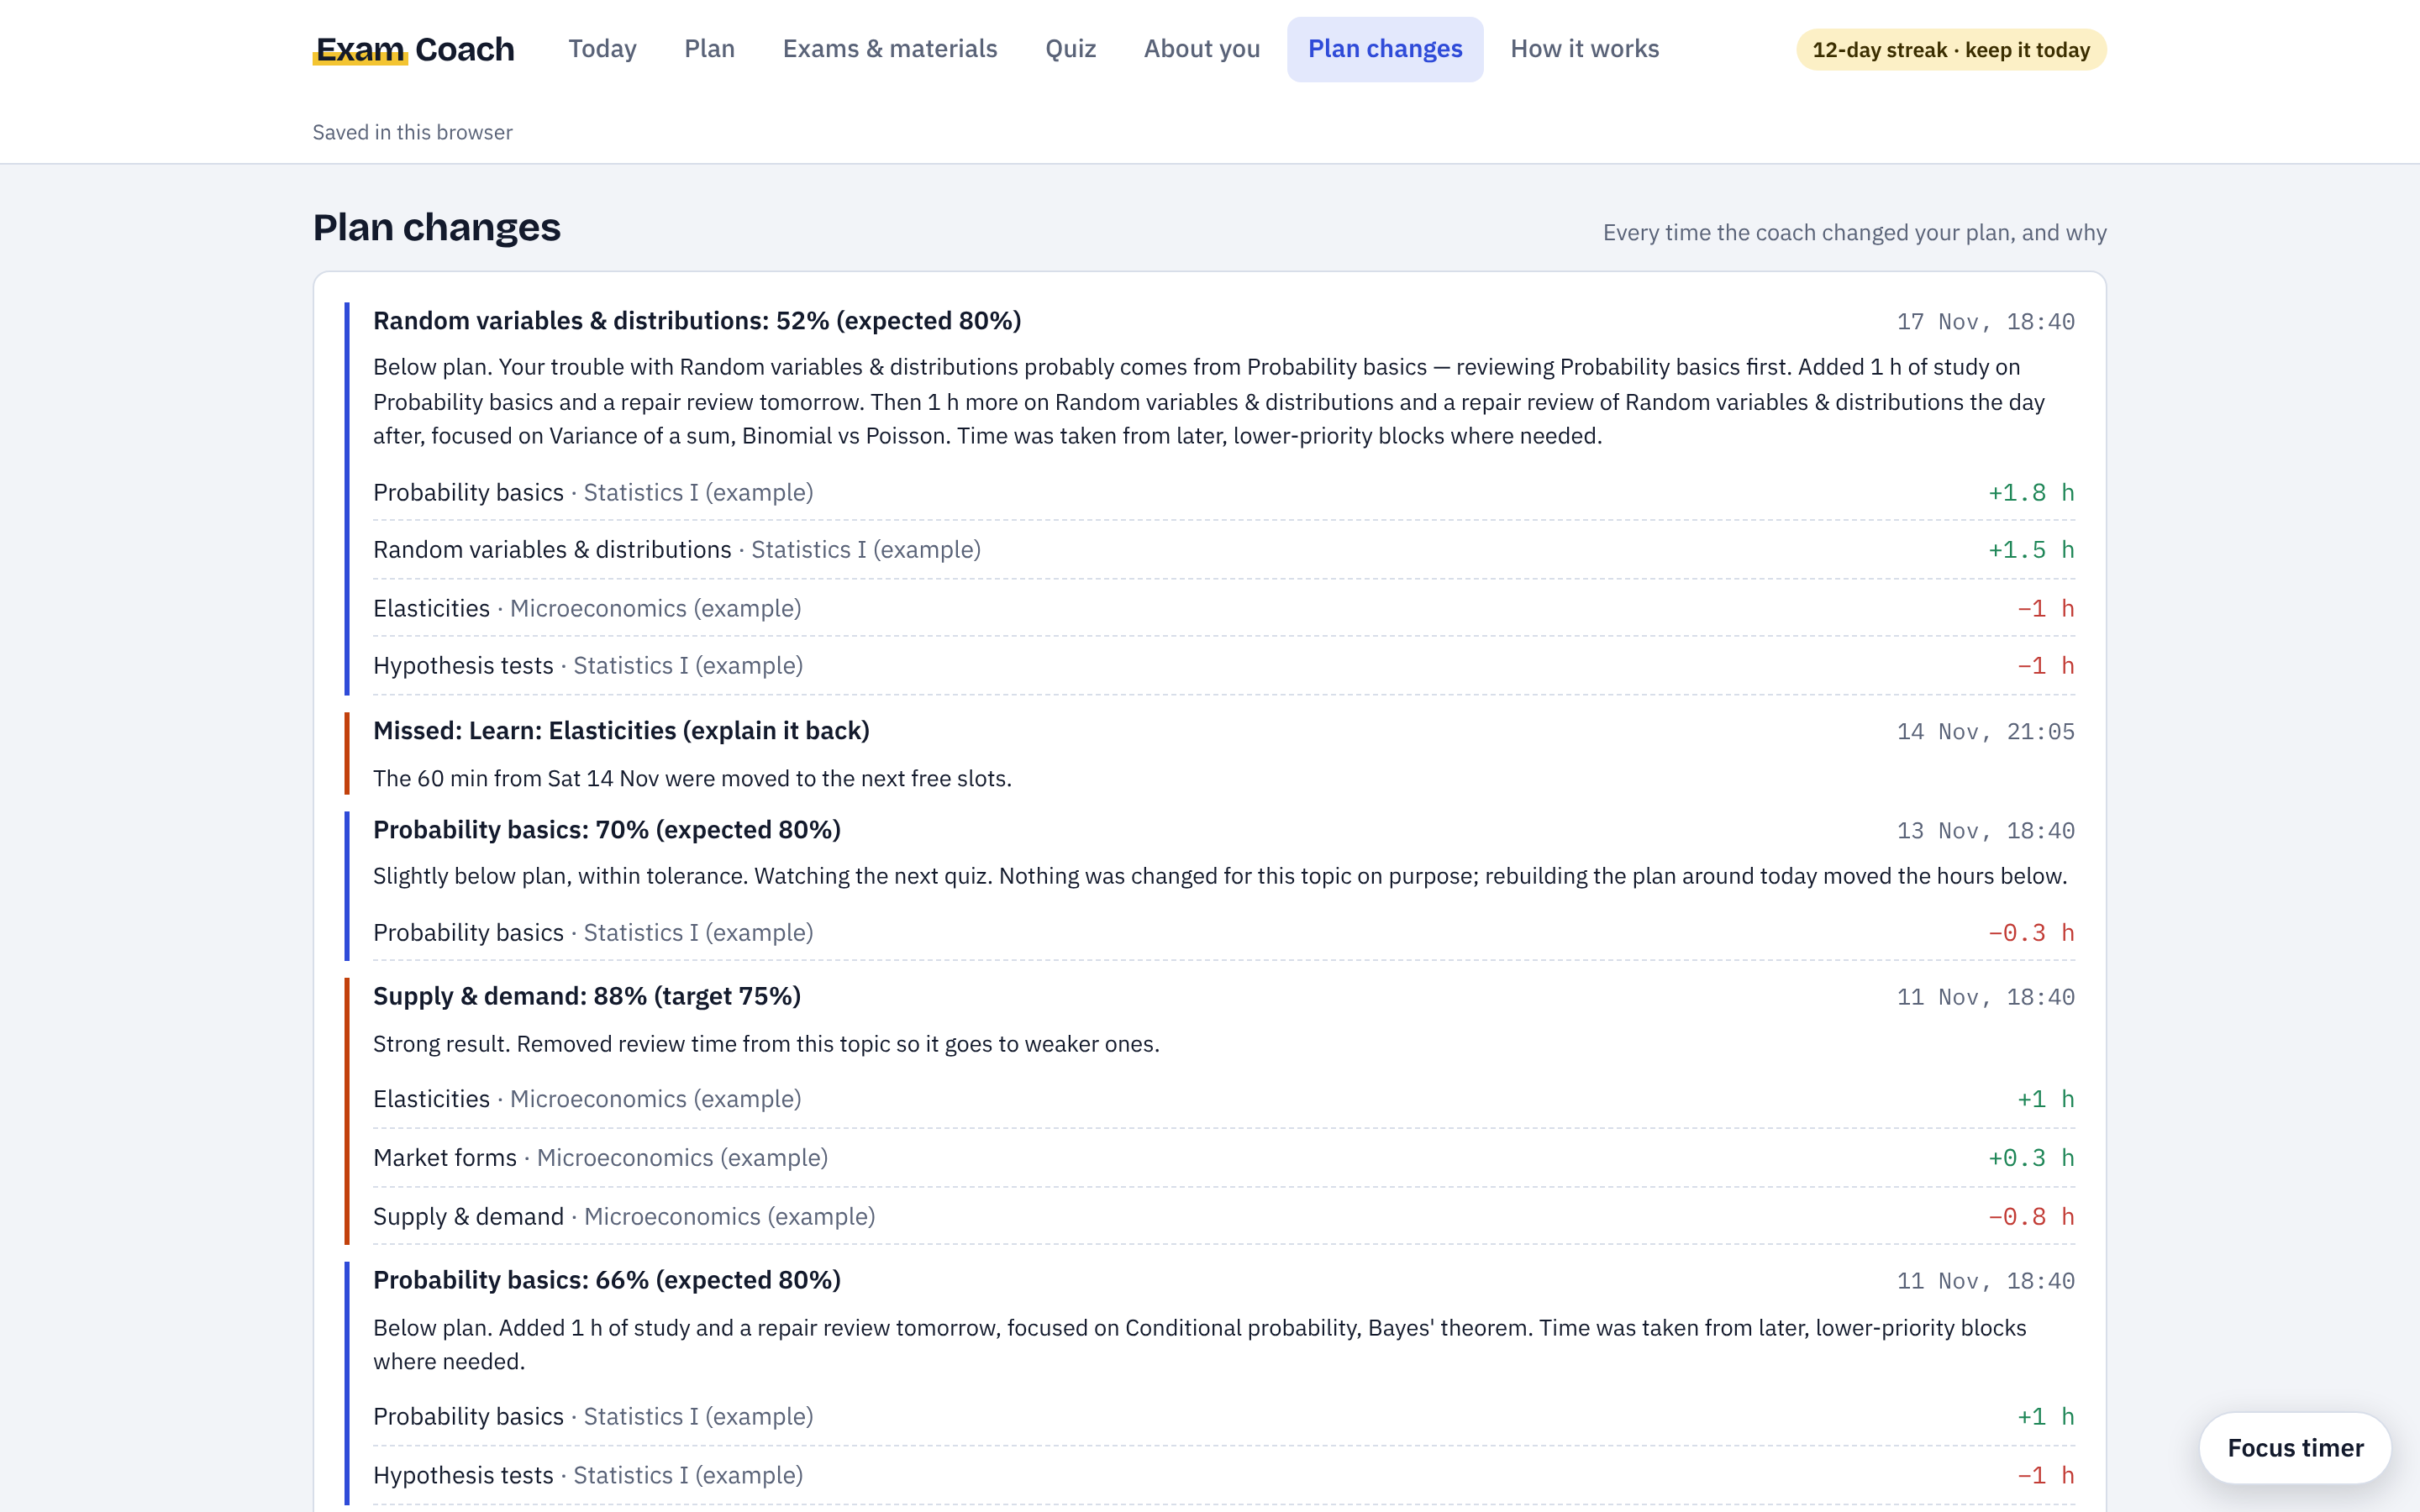 Exam Coach
Today
Plan
Exams & materials
Quiz
About you
Plan changes
How it works
12-day streak · keep it today
Saved in this browser
Plan changes
Every time the coach changed your plan, and why
Random variables & distributions: 52% (expected 80%)
17 Nov, 18:40
Below plan. Your trouble with Random variables & distributions probably comes from Probability basics — reviewing Probability basics first. Added 1 h of study on
Probability basics and a repair review tomorrow. Then 1 h more on Random variables & distributions and a repair review of Random variables & distributions the day
after, focused on Variance of a sum, Binomial vs Poisson. Time was taken from later, lower-priority blocks where needed.
Probability basics · Statistics I (example)
+1.8 h
Random variables & distributions · Statistics I (example)
+1.5 h
Elasticities · Microeconomics (example)
−1 h
Hypothesis tests · Statistics I (example)
−1 h
Missed: Learn: Elasticities (explain it back)
14 Nov, 21:05
The 60 min from Sat 14 Nov were moved to the next free slots.
Probability basics: 70% (expected 80%)
13 Nov, 18:40
Slightly below plan, within tolerance. Watching the next quiz. Nothing was changed for this topic on purpose; rebuilding the plan around today moved the hours below.
Probability basics · Statistics I (example)
−0.3 h
Supply & demand: 88% (target 75%)
11 Nov, 18:40
Strong result. Removed review time from this topic so it goes to weaker ones.
Elasticities · Microeconomics (example)
+1 h
Market forms · Microeconomics (example)
+0.3 h
Supply & demand · Microeconomics (example)
−0.8 h
Probability basics: 66% (expected 80%)
11 Nov, 18:40
Below plan. Added 1 h of study and a repair review tomorrow, focused on Conditional probability, Bayes' theorem. Time was taken from later, lower-priority blocks
where needed.
Probability basics · Statistics I (example)
+1 h
Hypothesis tests · Statistics I (example)
−1 h
Focus timer